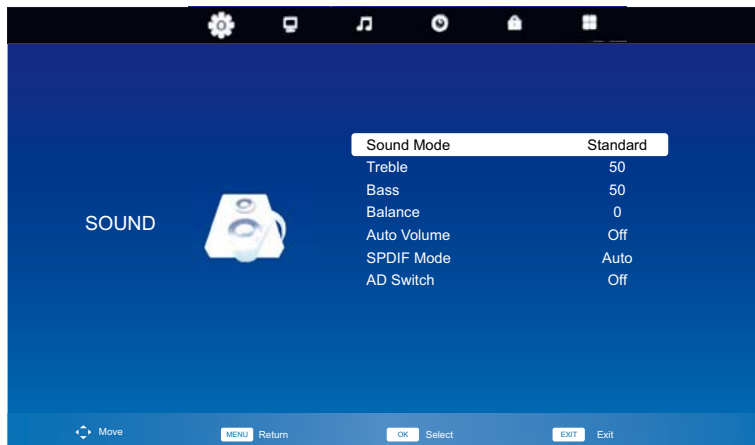 SOUND
Sound Mode Standard
Treble 50
Bass 50
Balance 0
Auto Volume Off
SPDIF Mode Auto
AD Switch Off
Move MENU Return OK Select EXIT Exit